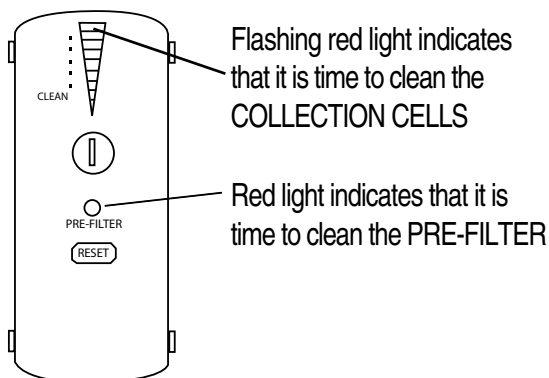 Flashing red light indicates
that it is time to clean the
COLLECTION CELLS
CLEAN
Red light indicates that it is
time to clean the PRE-FILTER
PRE-FILTER
RESET